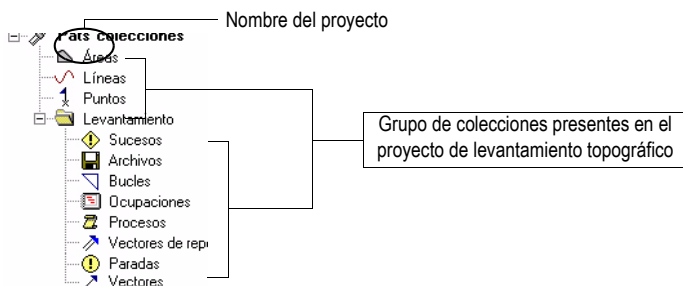 Nombre del proyecto
Pats colecciones
Áreas
Líneas
Puntos
Levantamiento
Sucesos
Archivos
Bucles
Ocupaciones
Procesos
Vectores de rep
Paradas
Vectores
Grupo de colecciones presentes en el
proyecto de levantamiento topográfico